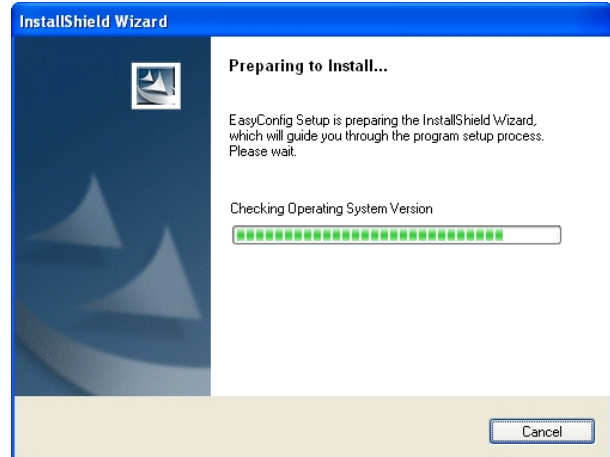 InstallShield Wizard
Preparing to Install...
EasyConfig Setup is preparing the InstallShield Wizard,
which will guide you through the program setup process.
Please wait.
Checking Operating System Version
Cancel